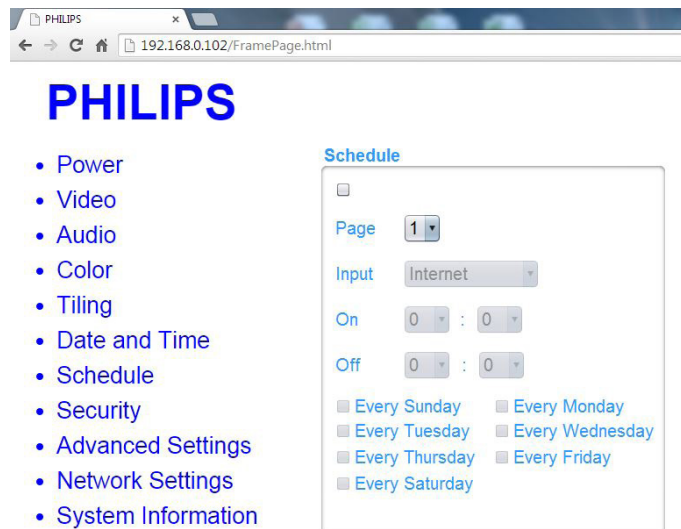 PHILIPS
192.168.0.102/FramePage.html
PHILIPS
Power
Video
Audio
Color
Tiling
Date and Time
Schedule
Security
Advanced Settings
Network Settings
System Information
Schedule
Page 1
Input Internet
On 0 : 0
Off 0 : 0
Every Sunday Every Monday
Every Tuesday Every Wednesday
Every Thursday Every Friday
Every Saturday